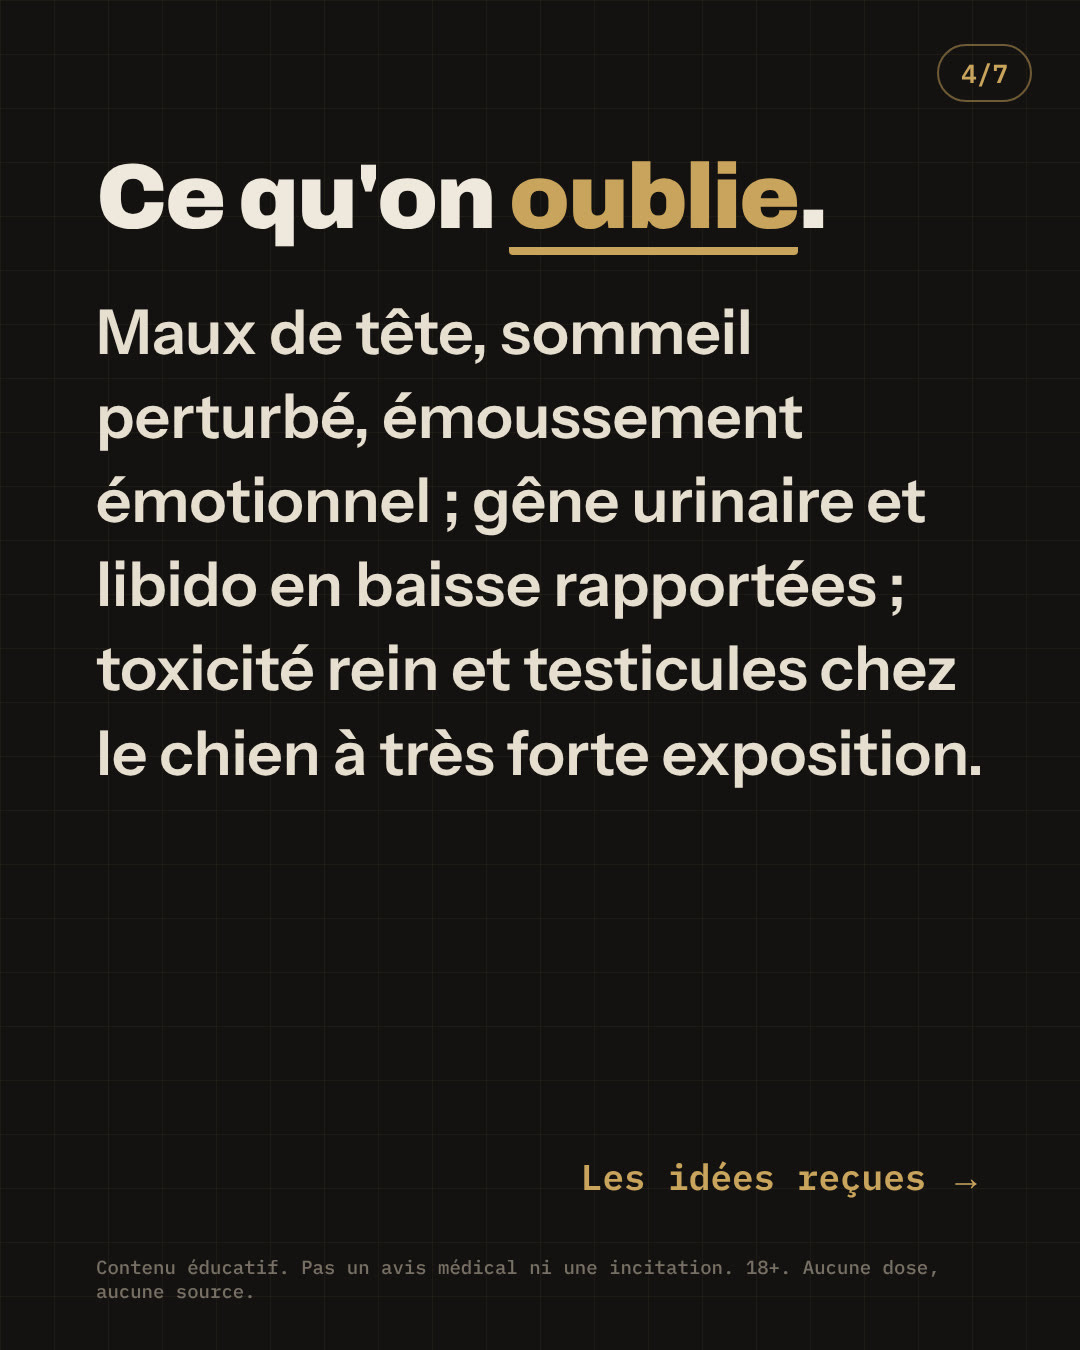 4/7
Ce qu'on oublie.
Maux de tête, sommeil
perturbé, émoussement
émotionnel ; gêne urinaire et
libido en baisse rapportées ;
toxicité rein et testicules chez
le chien à très forte exposition.
Les idées reçues →
Contenu éducatif. Pas un avis médical ni une incitation. 18+. Aucune dose,
aucune source.